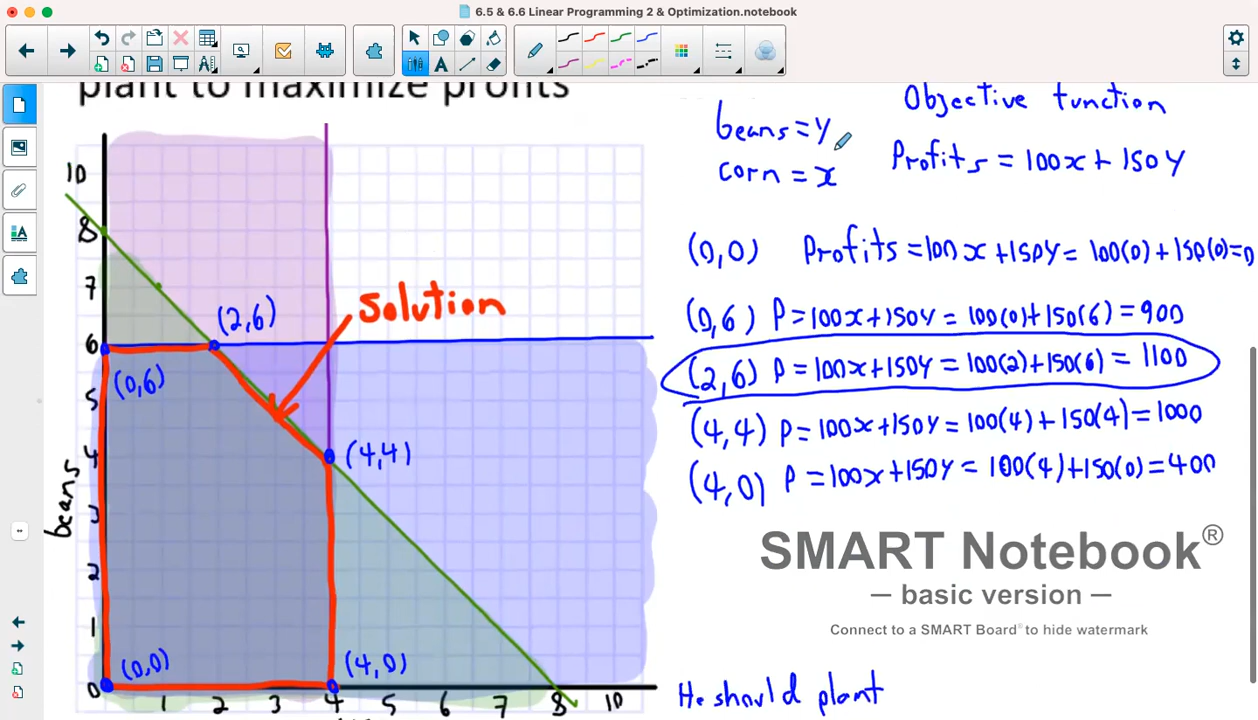 6.5 & 6.6 Linear Programming 2 & Optimization.notebook
plant to maximize profits
beans = y
corn = x
Objective function
Profits = 100x + 150y
(0,0) Profits = 100x + 150y = 100(0) + 150(0) = 0
(0,6) P = 100x + 150y = 100(0) + 150(6) = 900
(2,6) P = 100x + 150y = 100(2) + 150(6) = 1100
(4,4) P = 100x + 150y = 100(4) + 150(4) = 1000
(4,0) P = 100x + 150y = 100(4) + 150(0) = 400
10
8
7
6
5
4
3
2
1
0
beans
(2,6)
Solution
(0,6)
(4,4)
(0,0)
(4,0)
1 2 3 4 5 6 7 8 10
SMART Notebook®
— basic version —
Connect to a SMART Board® to hide watermark
He should plant